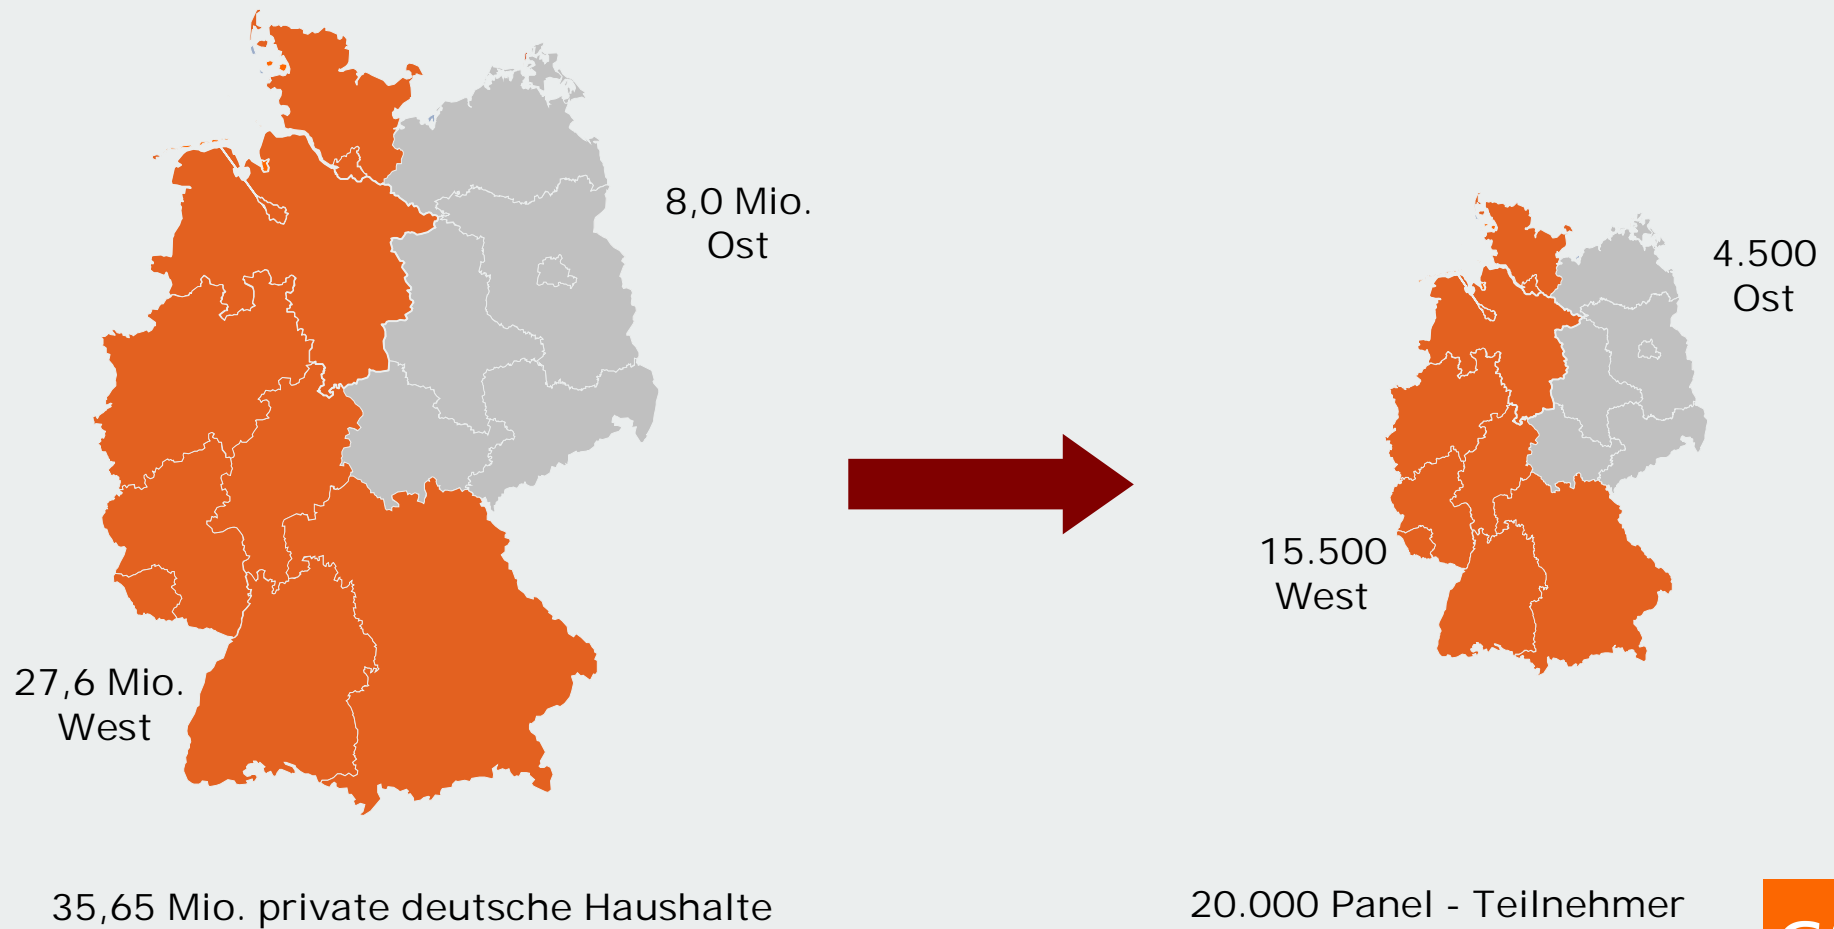 8,0 Mio.
Ost
4.500
Ost
15.500
West
27,6 Mio.
West
35,65 Mio. private deutsche Haushalte
20.000 Panel - Teilnehmer